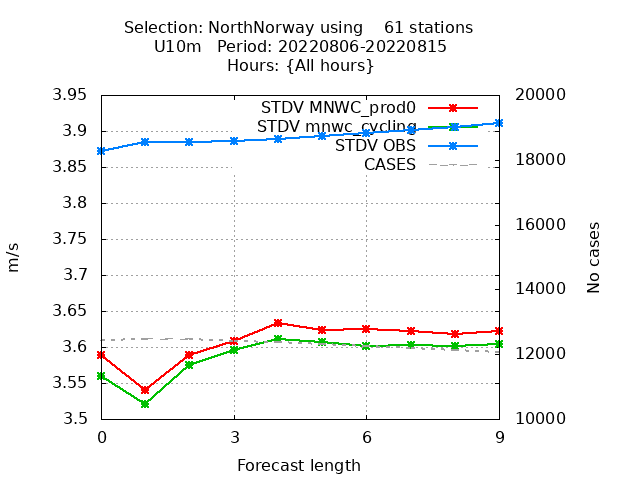 Selection: NorthNorway using    61 stations
U10m   Period: 20220806-20220815
Hours: {All hours}
STDV MNWC_prod0
STDV mnwc_cycling
STDV OBS
CASES
3.95
3.9
3.85
3.8
3.75
3.7
3.65
3.6
3.55
3.5
20000
18000
16000
14000
12000
10000
m/s
No cases
0 3 6 9
Forecast length